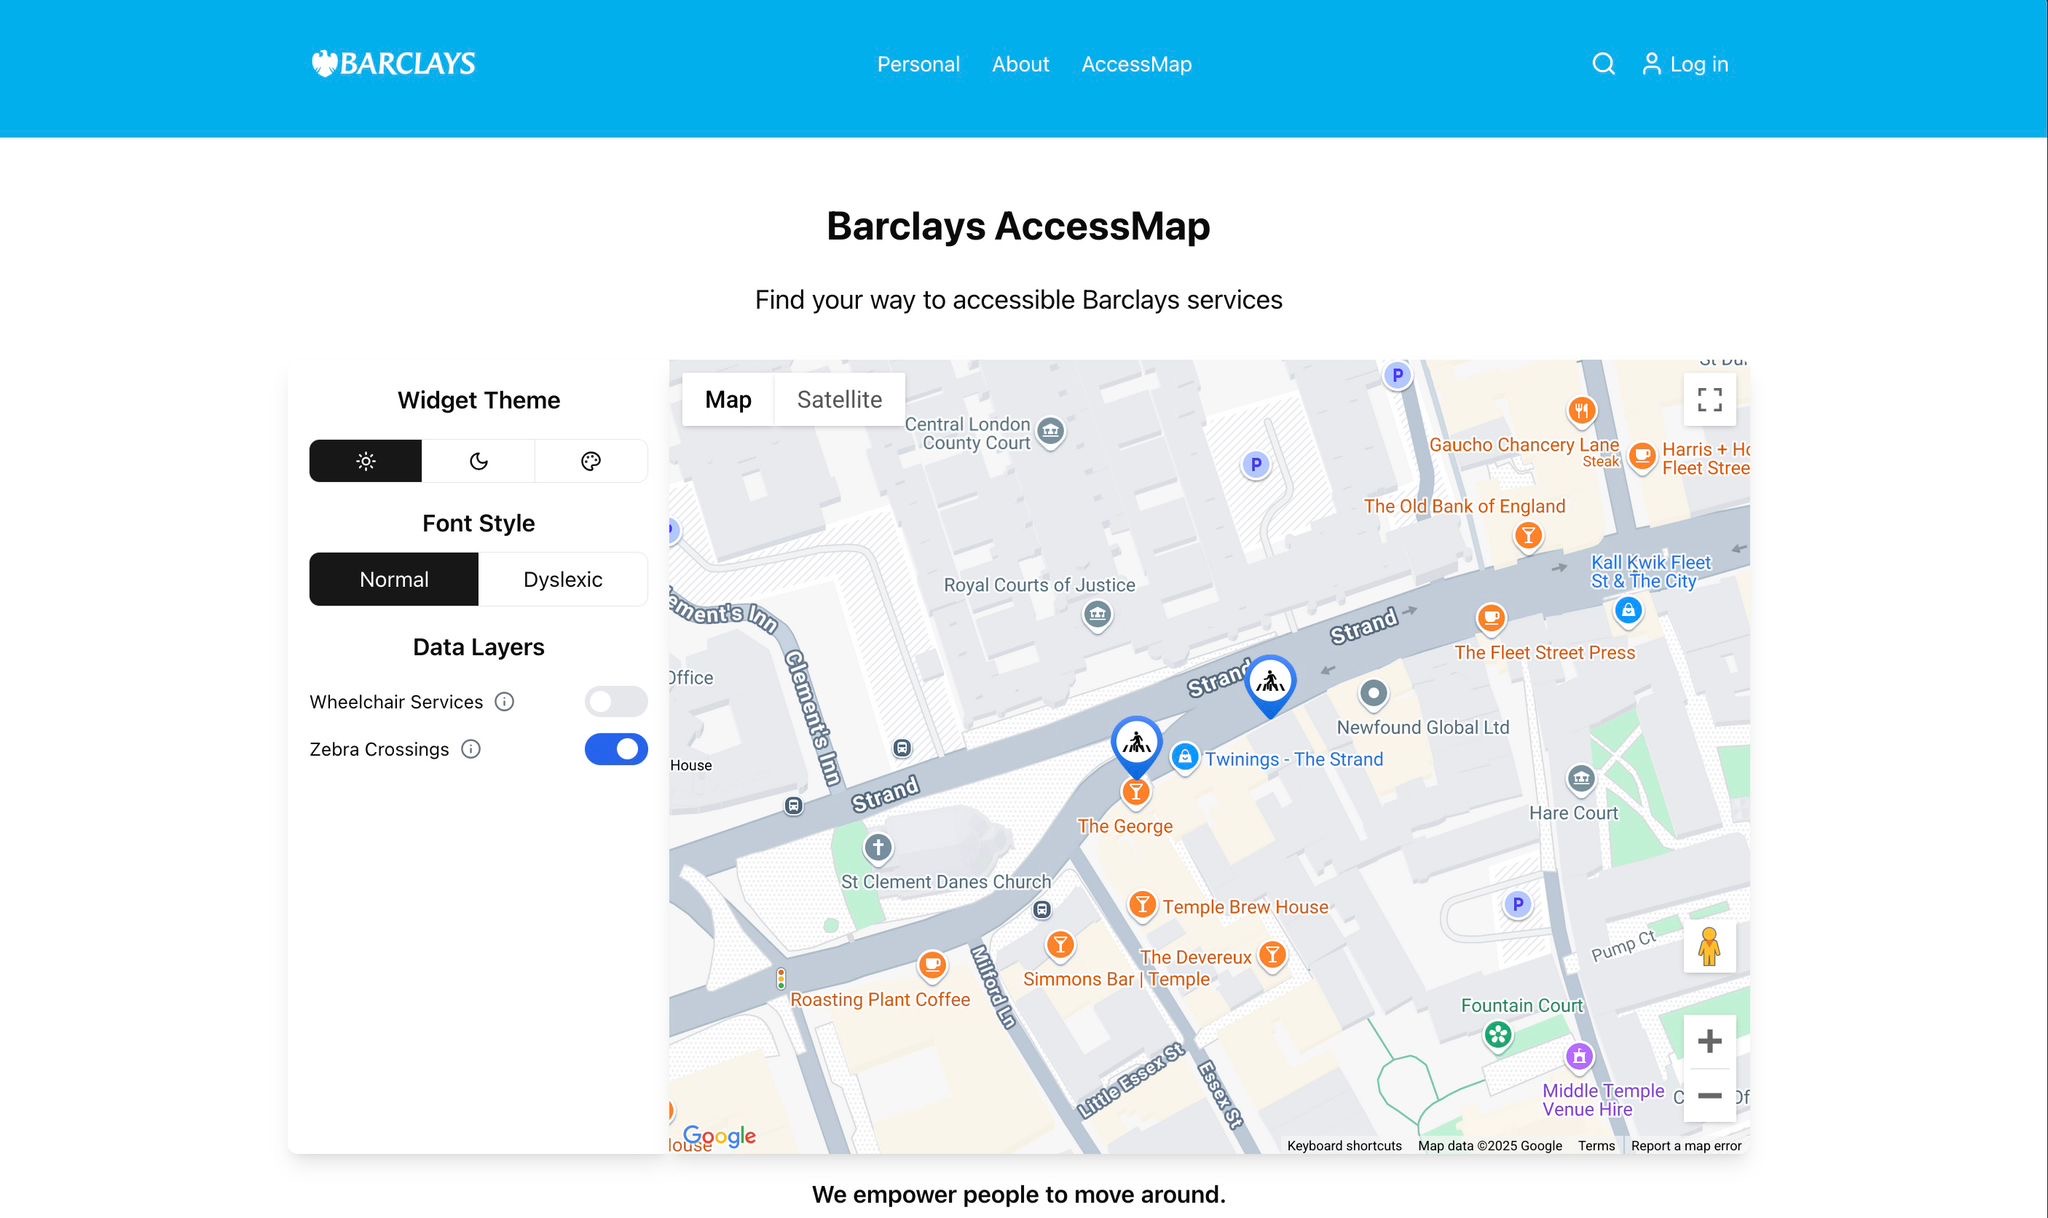 BARCLAYS
Personal
About
AccessMap
Log in
Barclays AccessMap
Find your way to accessible Barclays services
Widget Theme
Font Style
Normal
Dyslexic
Data Layers
Wheelchair Services
Zebra Crossings
Map
Satellite
P
Central London
County Court
P
Gaucho Chancery Lane
Steak
Harris + Ho
Fleet Stree
The Old Bank of England
Kall Kwik Fleet
St & The City
Royal Courts of Justice
ement's Inn
Strand
The Fleet Street Press
Office
Clement's Inn
Strand
Newfound Global Ltd
House
Twinings - The Strand
Strand
The George
Hare Court
St Clement Danes Church
Temple Brew House
P
Pump Ct
The Devereux
Simmons Bar | Temple
Milford Ln
Roasting Plant Coffee
Fountain Court
Little Essex St
Essex St
Middle Temple
Venue Hire
Google
Keyboard shortcuts
Map data ©2025 Google
Terms
Report a map error
We empower people to move around.